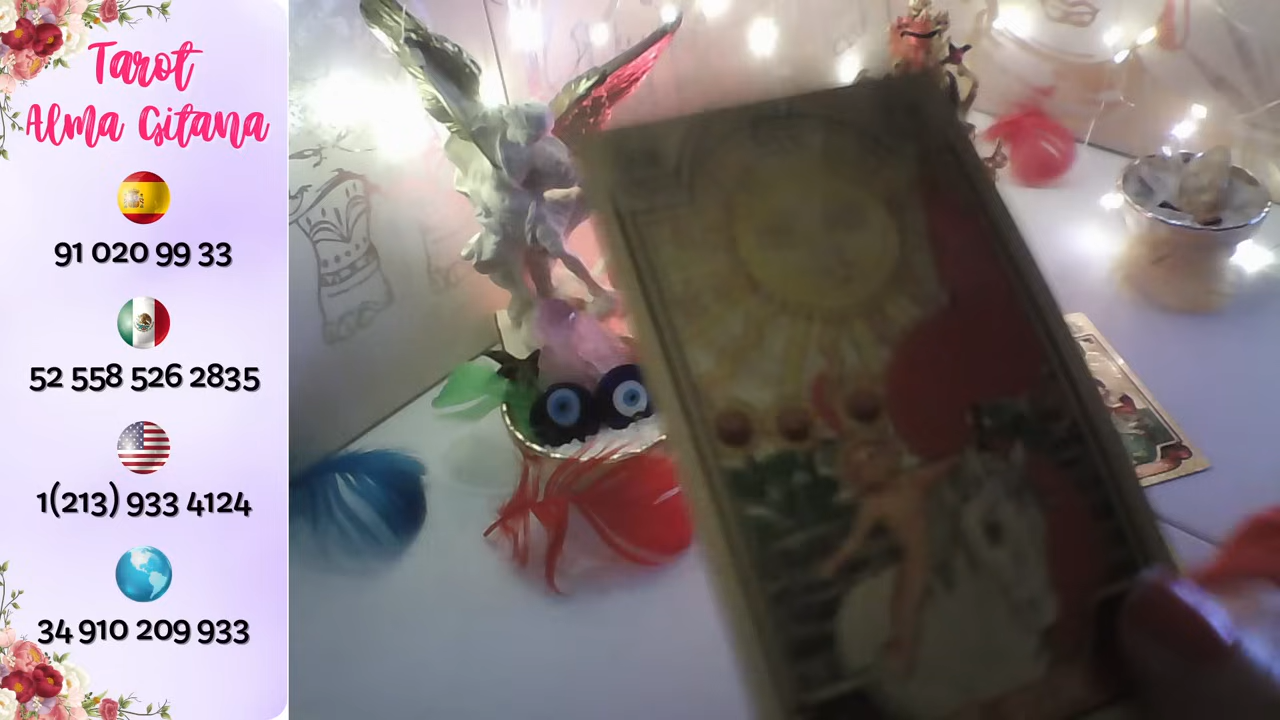 Tarot
Alma Gitana
91 020 99 33
52 558 526 2835
1(213) 933 4124
34 910 209 933